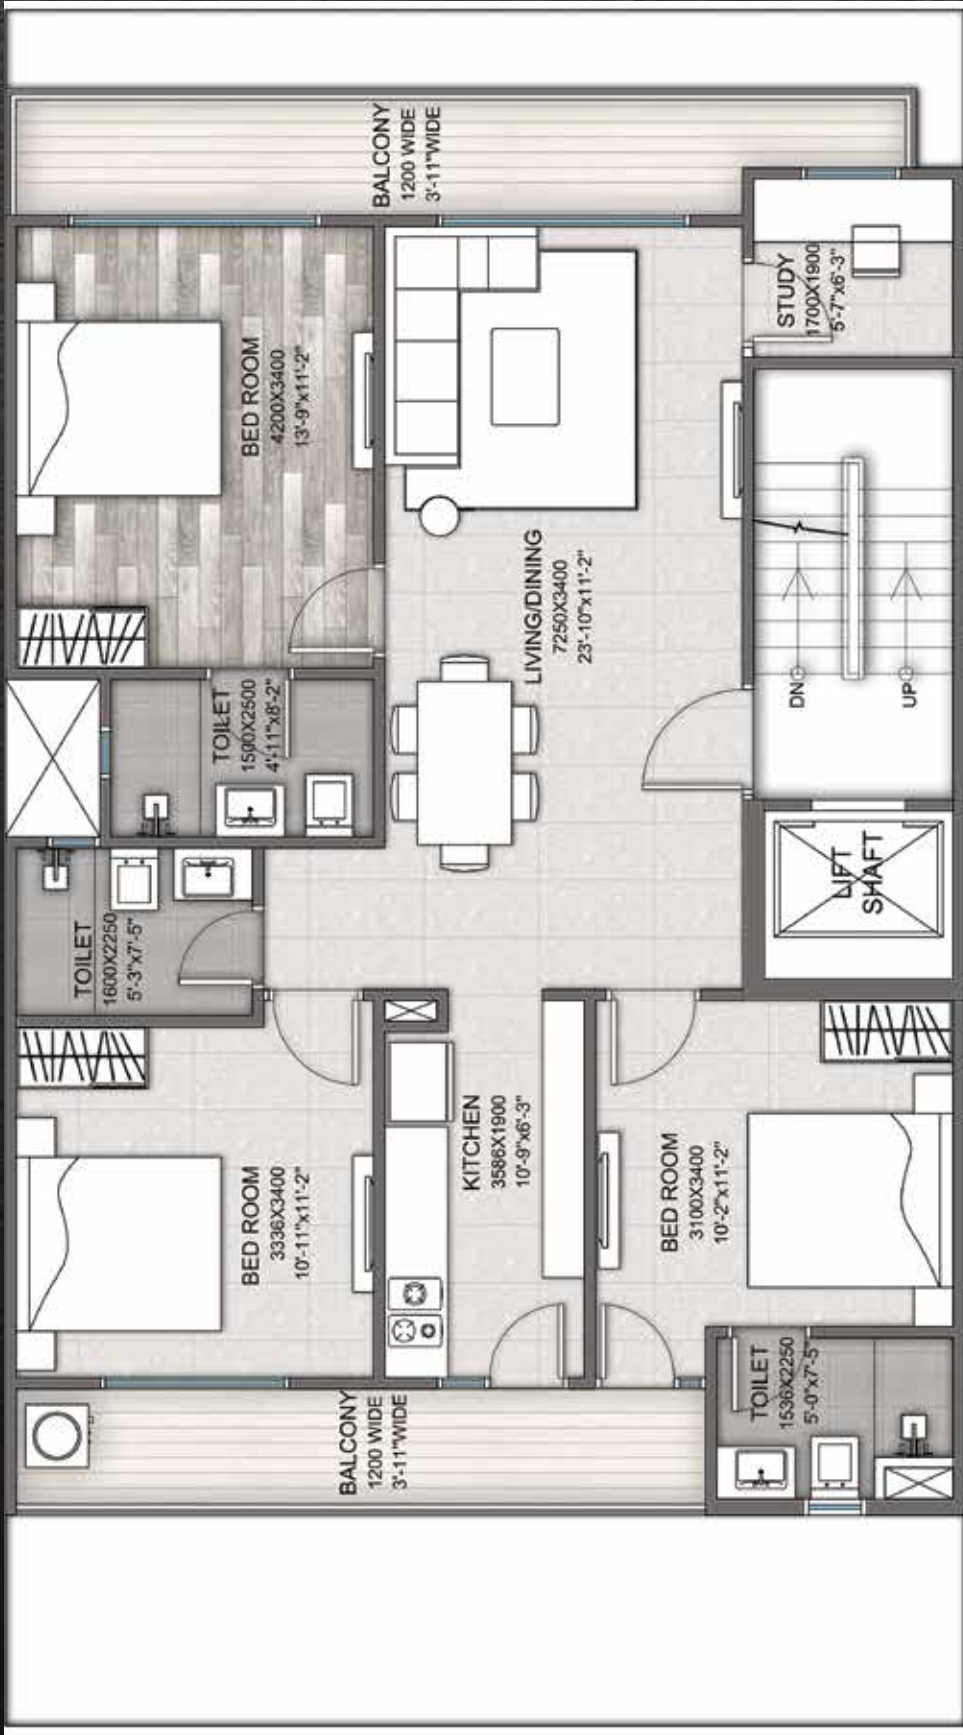 BALCONY
1200 WIDE
3'-11"WIDE
BED ROOM
4200X3400
13'-9"x11'-2"
STUDY
1700X1900
5'-7"x6'-3"
LIVING/DINING
7250X3400
23'-10"x11'-2"
DN
UP
TOILET
1500X2500
4'-11"x8'-2"
LIFT
SHAFT
TOILET
1600X2250
5'-3"x7'-5"
BED ROOM
3336X3400
10'-11"x11'-2"
KITCHEN
3586X1900
10'-9"x6'-3"
BED ROOM
3100X3400
10'-2"x11'-2"
TOILET
1536X2250
5'-0"x7'-5"
BALCONY
1200 WIDE
3'-11"WIDE